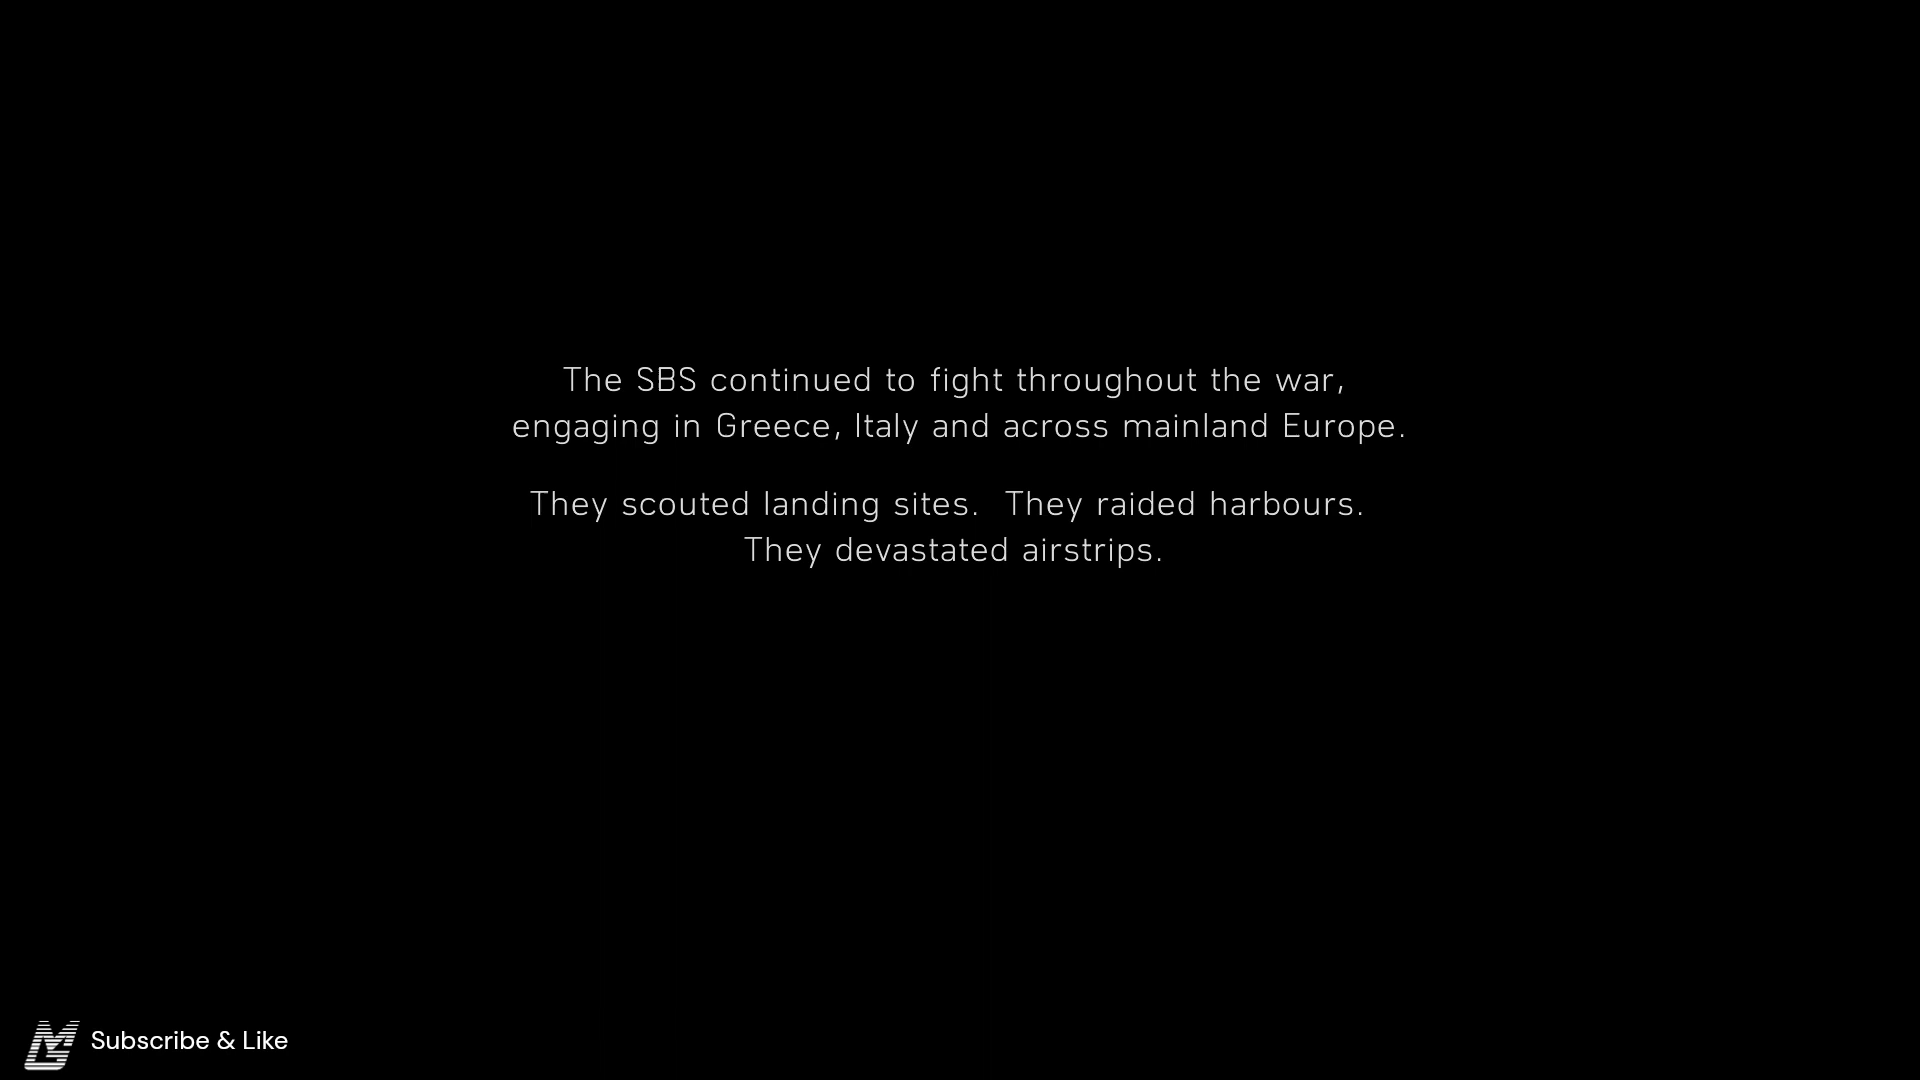 The SBS continued to fight throughout the war,
engaging in Greece, Italy and across mainland Europe.
They scouted landing sites.  They raided harbours.
They devastated airstrips.
Subscribe & Like